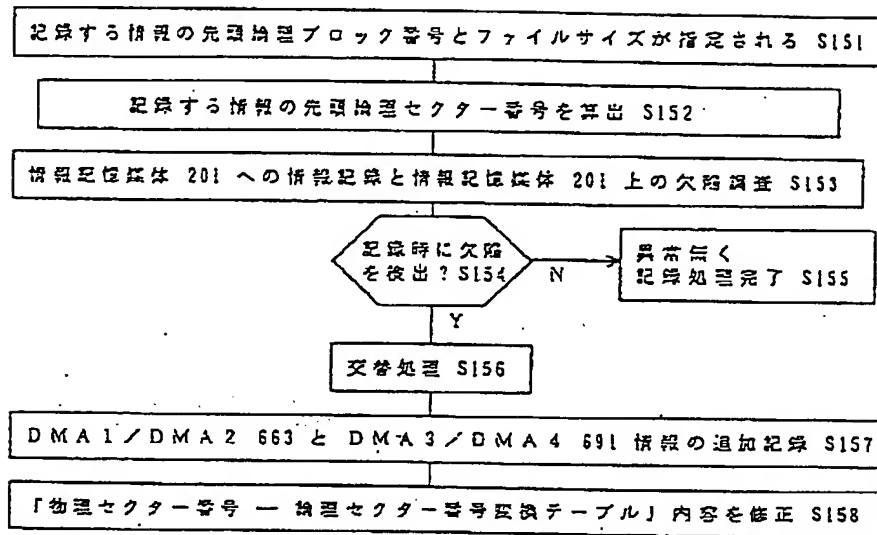 記録する情報の先頭論理ブロック番号とファイルサイズが指定される S151
記録する情報の先頭論理セクター番号を算出 S152
情報記憶媒体 201 への情報記録と情報記憶媒体 201 上の欠陥調査 S153
記録時に欠陥
を検出?S154
N
異常無く
記録処理完了 S155
Y
交替処理 S156
DMA1/DMA2 663 と DMA3/DMA4 691 情報の追加記録 S157
「物理セクター番号 ー 論理セクター番号変換テーブル」内容を修正 S158